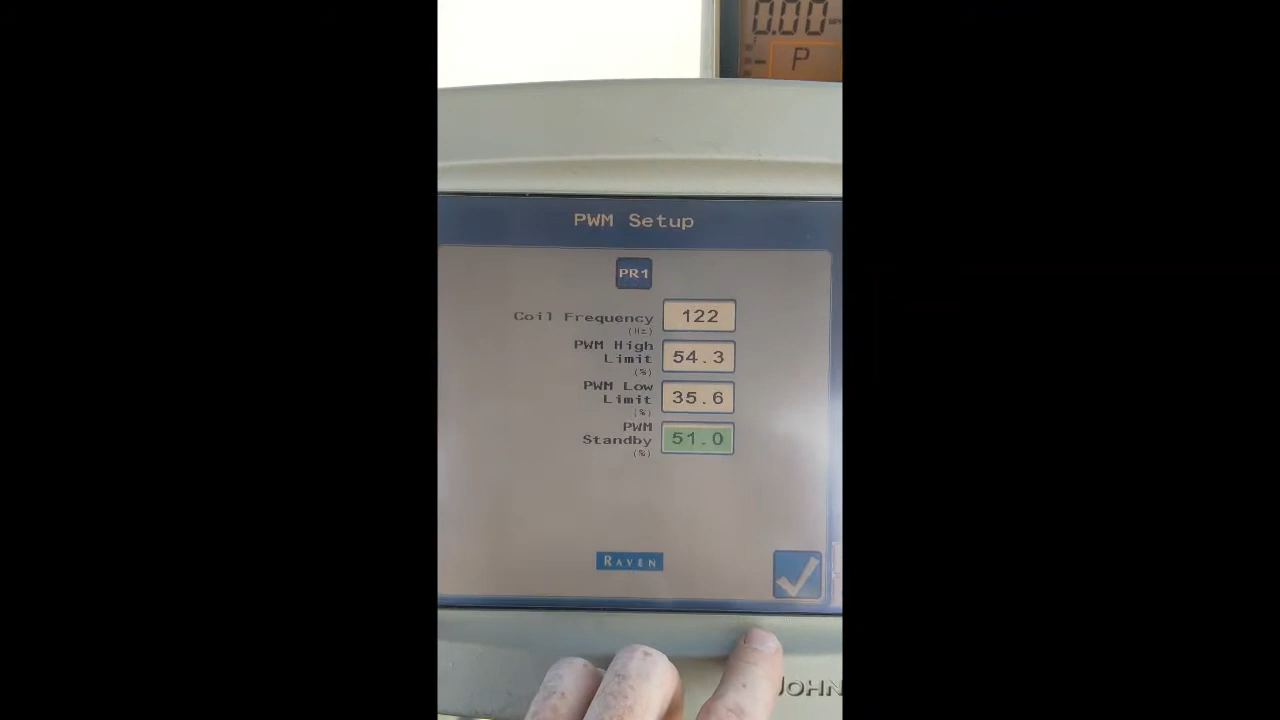 0.00
P
PWM Setup
PR1
Coil Frequency 122
(Hz)
PWM High
Limit 54.3
(%)
PWM Low
Limit 35.6
(%)
PWM
Standby 51.0
(%)
RAVEN
JOHN